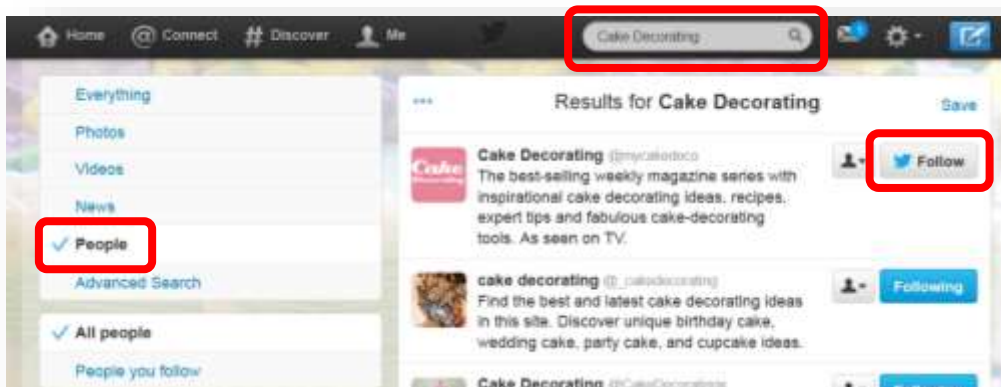 Home @ Connect # Discover Me Cake Decorating
Everything
Photos
Videos
News
People
Advanced Search
All people
People you follow
••• Results for Cake Decorating Save
Cake Decorating @mycakedeco
The best-selling weekly magazine series with
inspirational cake decorating ideas, recipes,
expert tips and fabulous cake-decorating
tools. As seen on TV.
Follow
cake decorating @_cakedecorating
Find the best and latest cake decorating ideas
in this site. Discover unique birthday cake,
wedding cake, party cake, and cupcake ideas.
Following
Cake Decorating